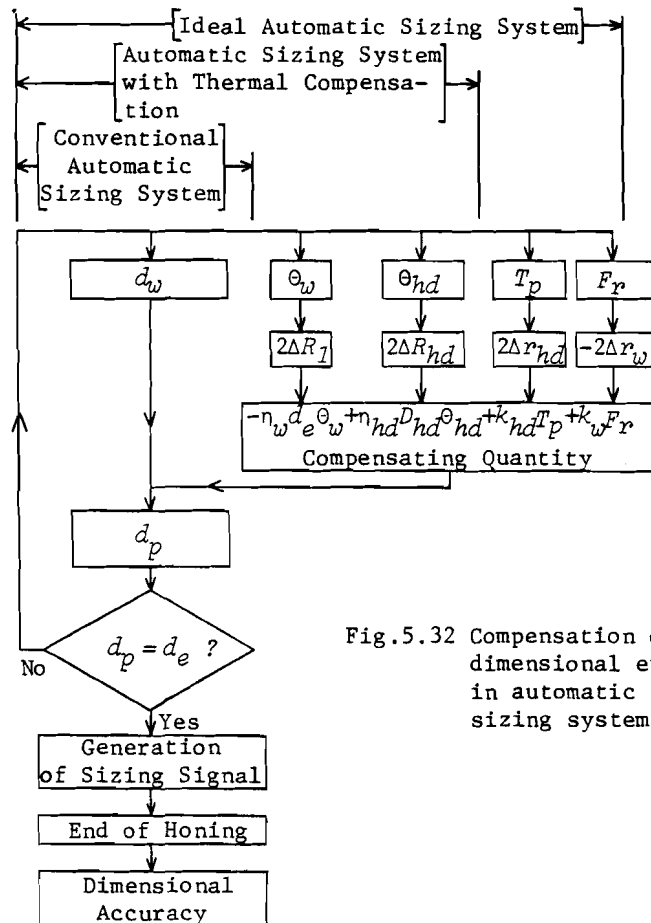 [Ideal Automatic Sizing System]
[Automatic Sizing System
with Thermal Compensa-
tion]
[Conventional
Automatic
Sizing System]
d_w Θ_w Θ_hd T_p F_r
2ΔR_1 2ΔR_hd 2Δr_hd -2Δr_w
-η_w d_e Θ_w+η_hd D_hd Θ_hd+k_hd T_p+k_w F_r
Compensating Quantity
d_p
d_p = d_e ?
No
Yes
Fig.5.32 Compensation
dimensional
in automatic
sizing system
Generation
of Sizing Signal
End of Honing
Dimensional
Accuracy